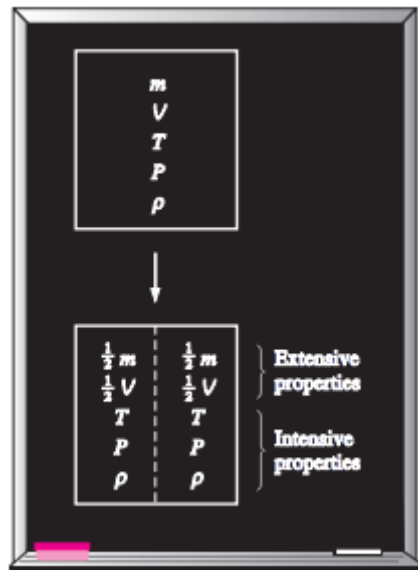 m
V
T
P
ρ
½ m ½ m
½ V ½ V
T T
P P
ρ ρ
Extensive
properties
Intensive
properties